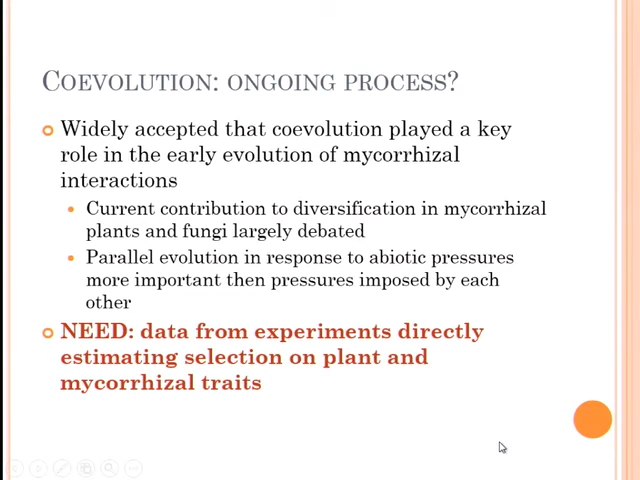 COEVOLUTION: ONGOING PROCESS?
Widely accepted that coevolution played a key
role in the early evolution of mycorrhizal
interactions
Current contribution to diversification in mycorrhizal
plants and fungi largely debated
Parallel evolution in response to abiotic pressures
more important then pressures imposed by each
other
NEED: data from experiments directly
estimating selection on plant and
mycorrhizal traits